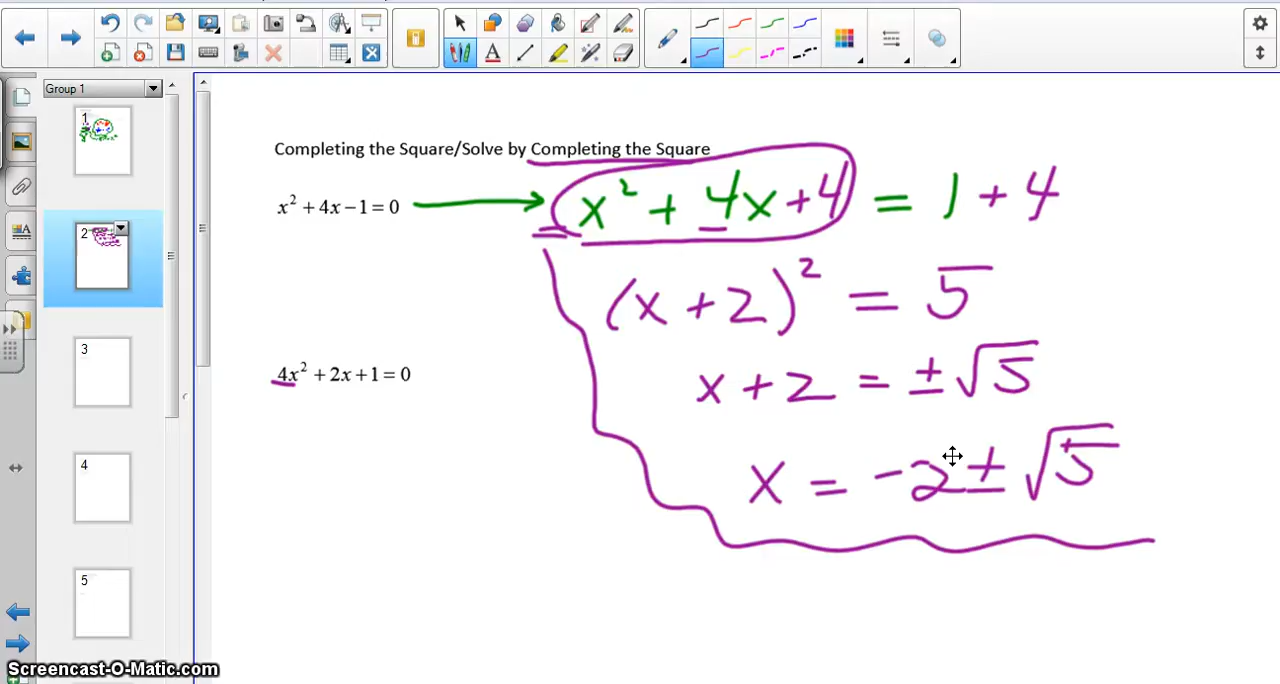 Group 1
1
2
3
4
5
Completing the Square/Solve by Completing the Square
x² + 4x − 1 = 0
x² + 4x + 4 = 1 + 4
(x + 2)² = 5
x + 2 = ± √5
4x² + 2x + 1 = 0
x = -2 ± √5
Screencast-O-Matic.com